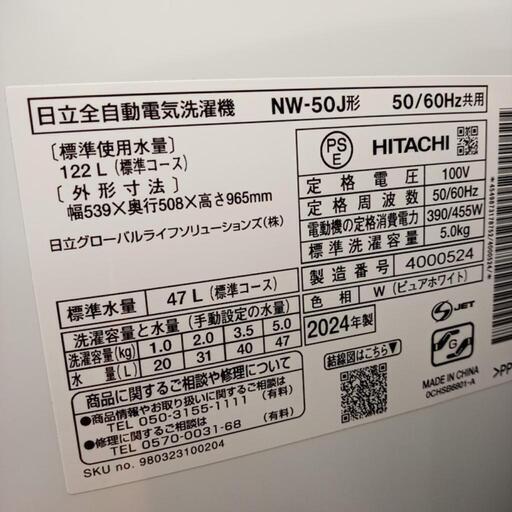 日立全自動電気洗濯機 NW-50J形 50/60Hz共用
〔標準使用水量〕
122L(標準コース)
〔外形寸法〕
幅539×奥行508×高さ965mm
日立グローバルライフソリューションズ(株)
PS
E
HITACHI
定格電圧 100V
定格周波数 50/60Hz
電動機の定格消費電力 390/455W
標準洗濯容量 5.0kg
製造番号 4000524
色相 W(ピュアホワイト)
標準水量 47L(標準コース)
洗濯容量と水量(手動設定の水量)
洗濯容量(kg) 1.0 2.0 3.5 5.0
水量(L) 20 31 40 47
2024年製
JET
結線図はこちら
G
MADE IN CHINA
0CHSB6601-A
>PP
商品に関するご相談や修理について
●商品情報やお取り扱いに関するご相談
TEL 050-3155-1111 (有料)
●修理に関するご相談
TEL 0570-0031-68 (有料)
SKU no. 980323100204